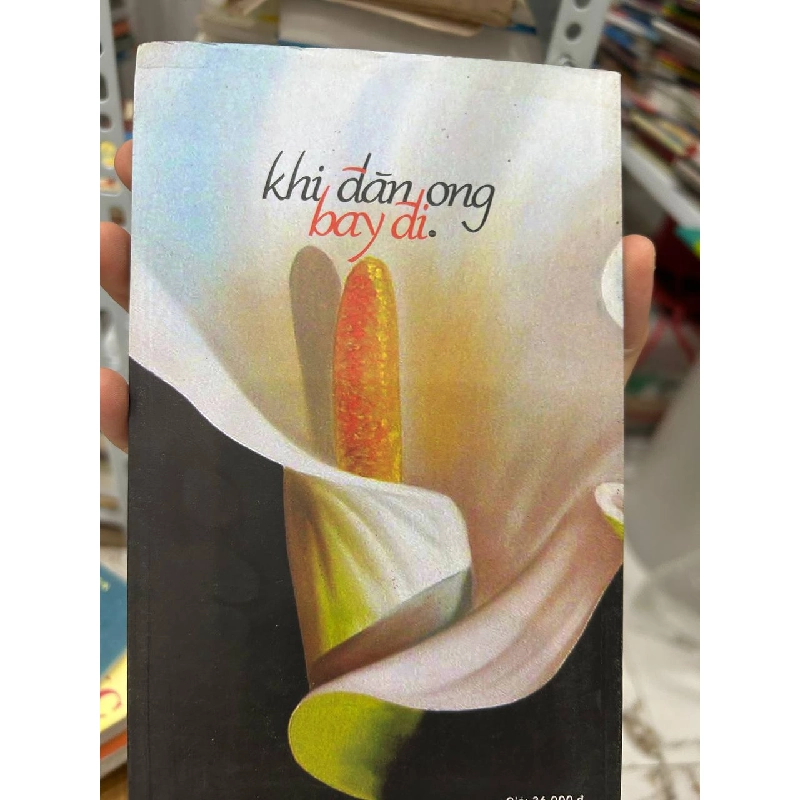 khi đàn ong
bay đi.